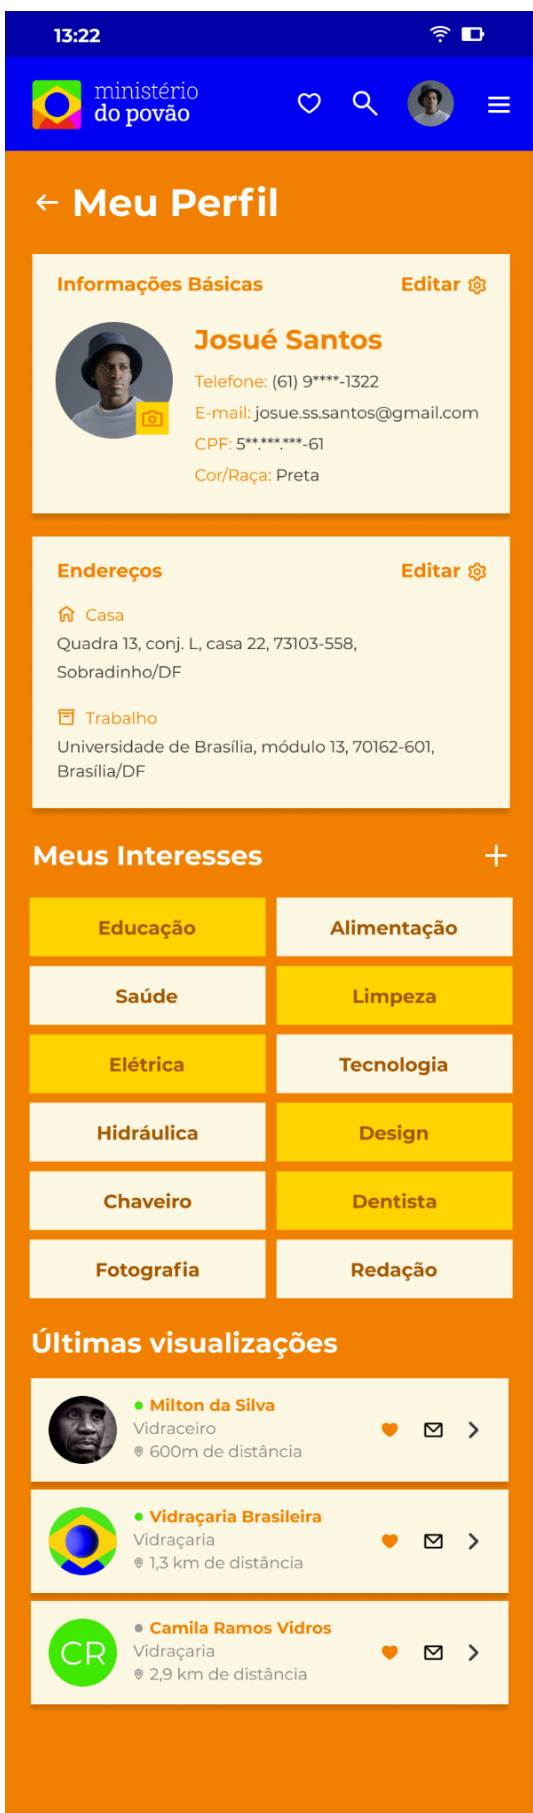 13:22
ministério
do povão
Meu Perfil
Informações Básicas
Editar
Josué Santos
Telefone: (61) 9****-1322
E-mail: josue.ss.santos@gmail.com
CPF: 5**.***.***-61
Cor/Raça: Preta
Endereços
Editar
Casa
Quadra 13, conj. L, casa 22, 73103-558,
Sobradinho/DF
Trabalho
Universidade de Brasília, módulo 13, 70162-601,
Brasília/DF
Meus Interesses
Educação
Alimentação
Saúde
Limpeza
Elétrica
Tecnologia
Hidráulica
Design
Chaveiro
Dentista
Fotografia
Redação
Últimas visualizações
Milton da Silva
Vidraceiro
600m de distância
Vidraçaria Brasileira
Vidraçaria
1,3 km de distância
CR
Camila Ramos Vidros
Vidraçaria
2,9 km de distância